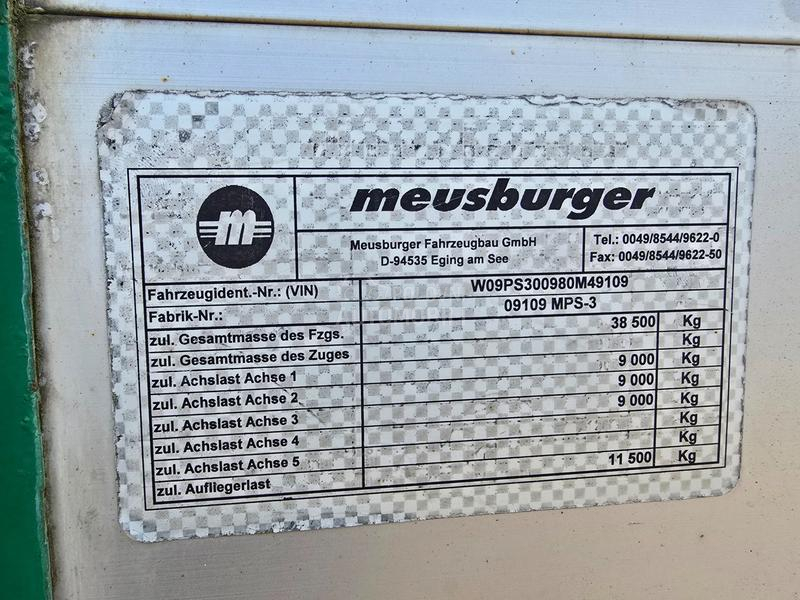 m
meusburger
Meusburger Fahrzeugbau GmbH
D-94535 Eging am See
Tel.: 0049/8544/9622-0
Fax: 0049/8544/9622-50
Fahrzeugident.-Nr.: (VIN) W09PS300980M49109
Fabrik-Nr.: 09109 MPS-3
zul. Gesamtmasse des Fzgs. 38 500 Kg
zul. Gesamtmasse des Zuges Kg
zul. Achslast Achse 1 9 000 Kg
zul. Achslast Achse 2 9 000 Kg
zul. Achslast Achse 3 9 000 Kg
zul. Achslast Achse 4 Kg
zul. Achslast Achse 5 Kg
zul. Aufliegerlast 11 500 Kg